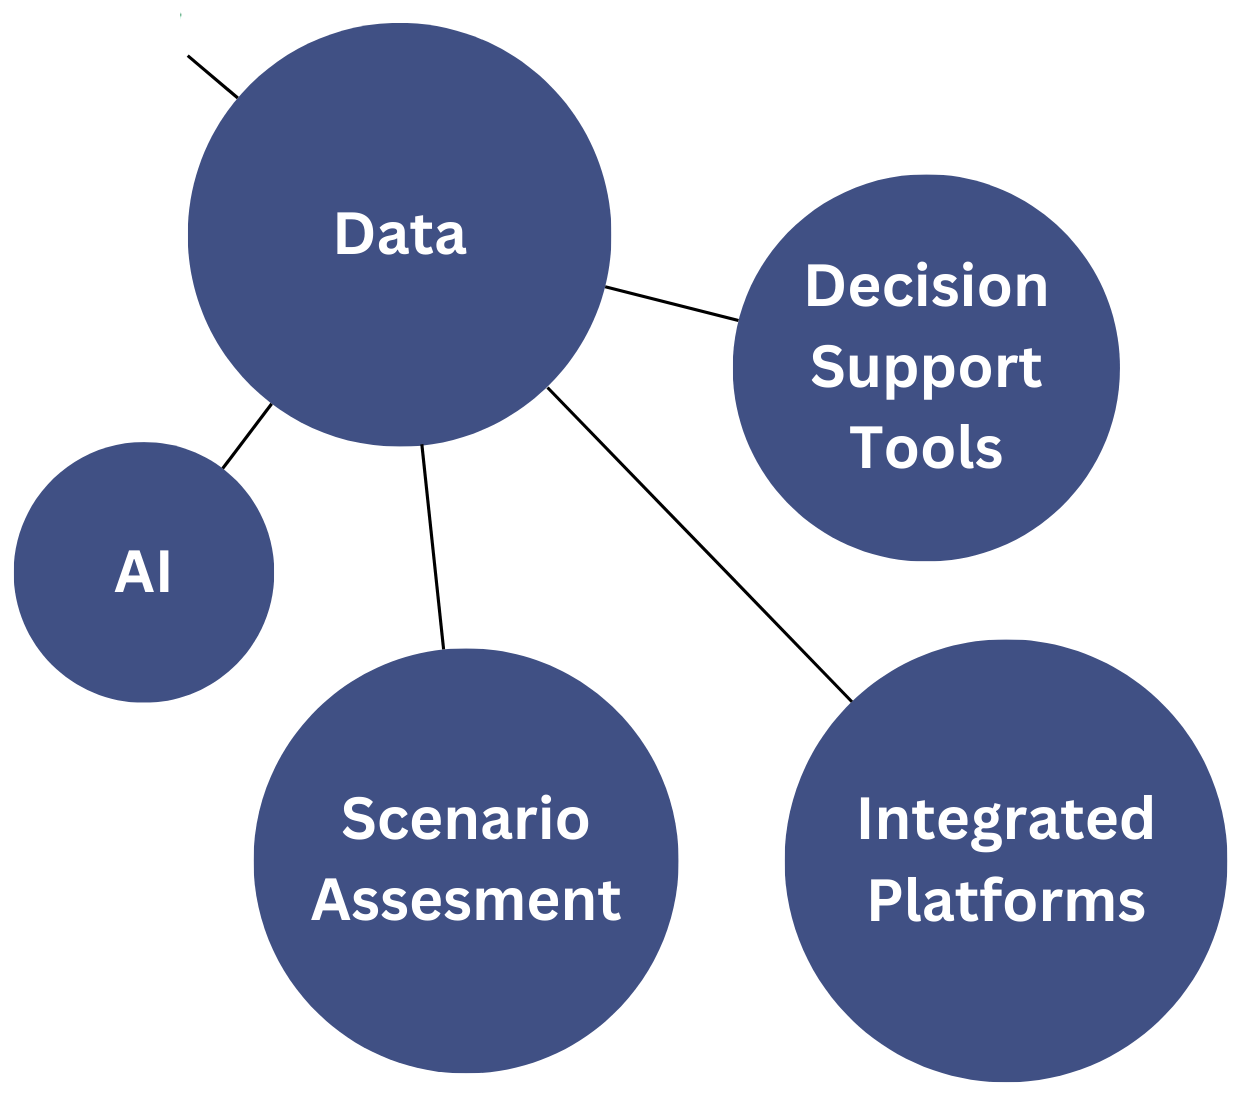 Data
Decision
Support
Tools
AI
Scenario
Assesment
Integrated
Platforms